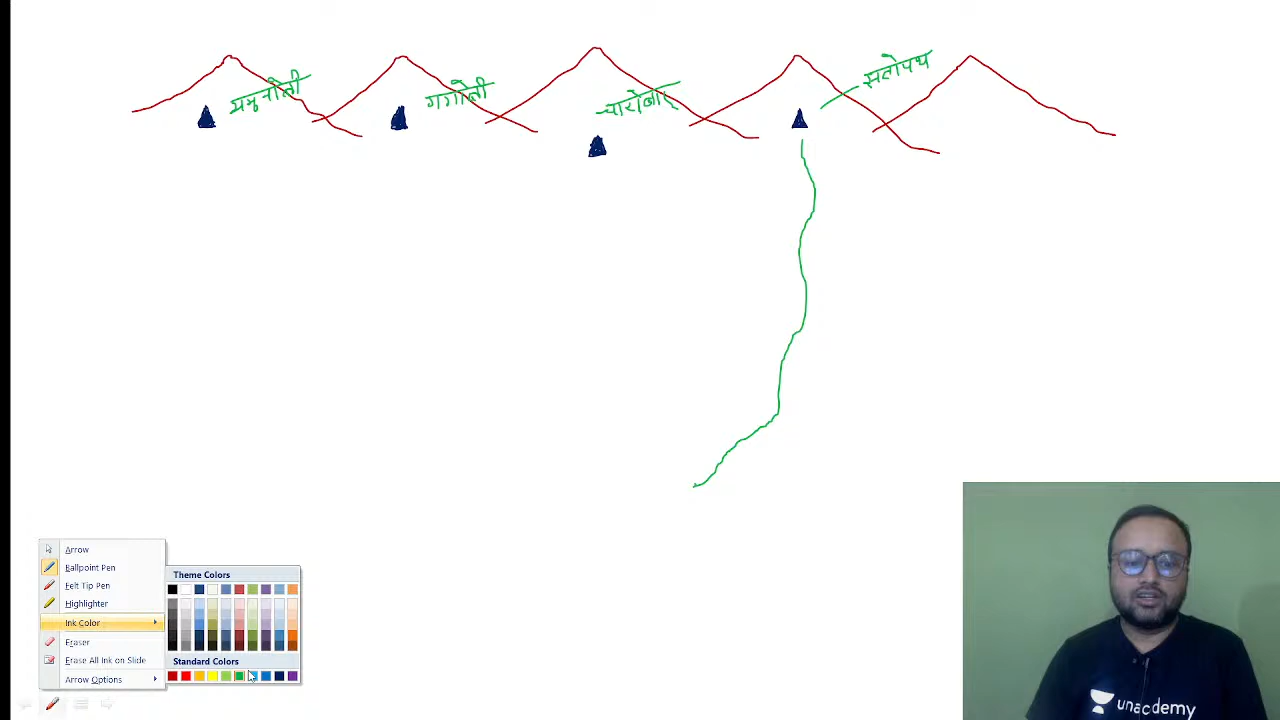 यमुनौत्री
गंगोत्री
चारोबार
सतोपंथ
Arrow
Ballpoint Pen
Felt Tip Pen
Highlighter
Ink Color
Eraser
Erase All Ink on Slide
Arrow Options
Theme Colors
Standard Colors
unacdemy